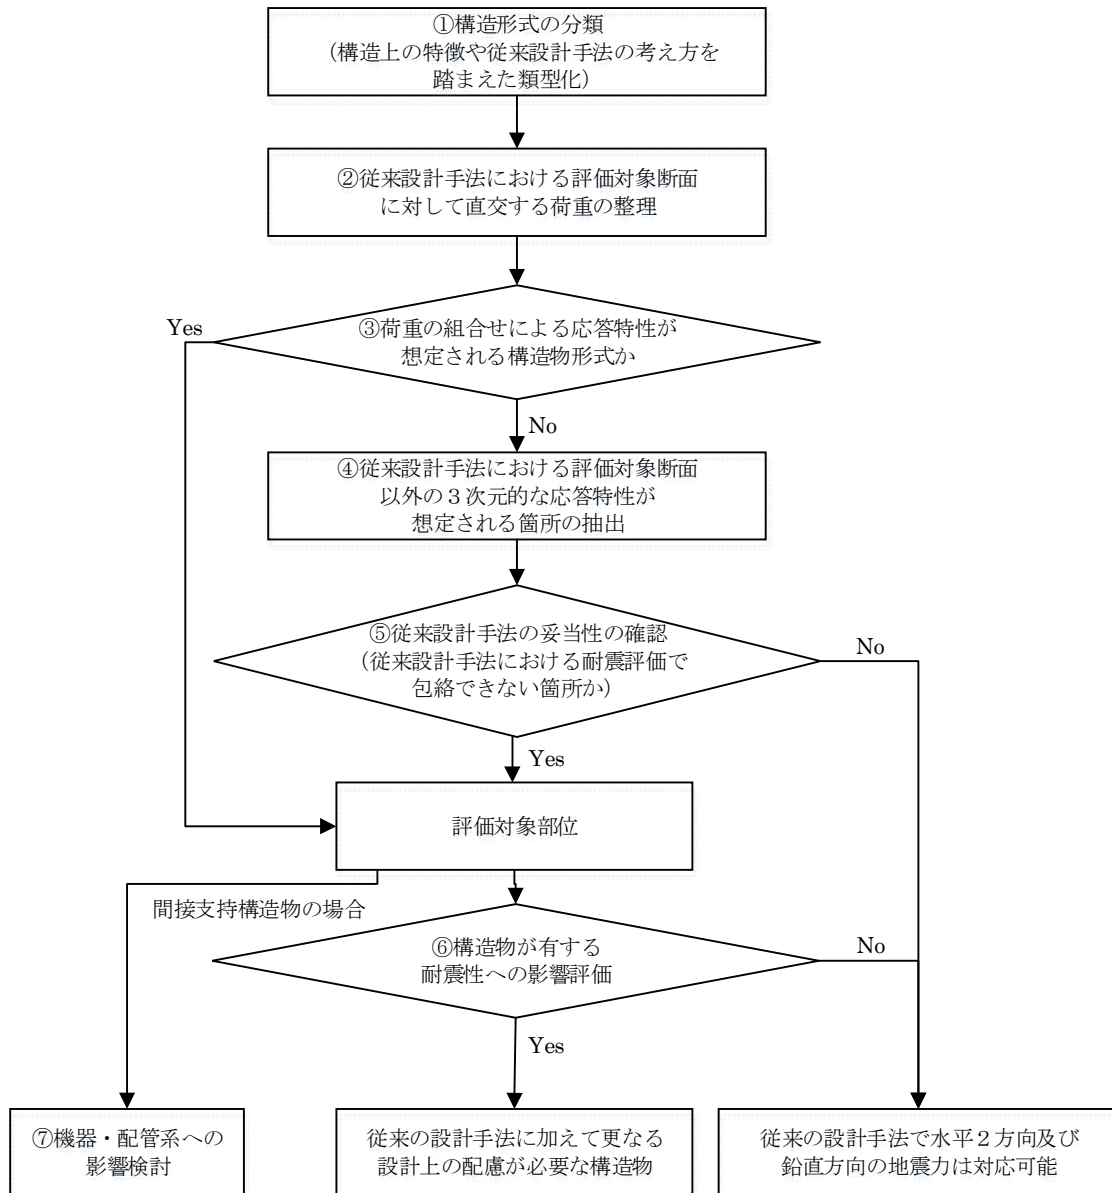 ①構造形式の分類
（構造上の特徴や従来設計手法の考え方を
踏まえた類型化）
②従来設計手法における評価対象断面
に対して直交する荷重の整理
Yes
③荷重の組合せによる応答特性が
想定される構造物形式か
No
④従来設計手法における評価対象断面
以外の３次元的な応答特性が
想定される箇所の抽出
⑤従来設計手法の妥当性の確認
（従来設計手法における耐震評価で
包絡できない箇所か）
No
Yes
評価対象部位
間接支持構造物の場合
⑥構造物が有する
耐震性への影響評価
No
Yes
⑦機器・配管系への
影響検討
従来の設計手法に加えて更なる
設計上の配慮が必要な構造物
従来の設計手法で水平２方向及び
鉛直方向の地震力は対応可能